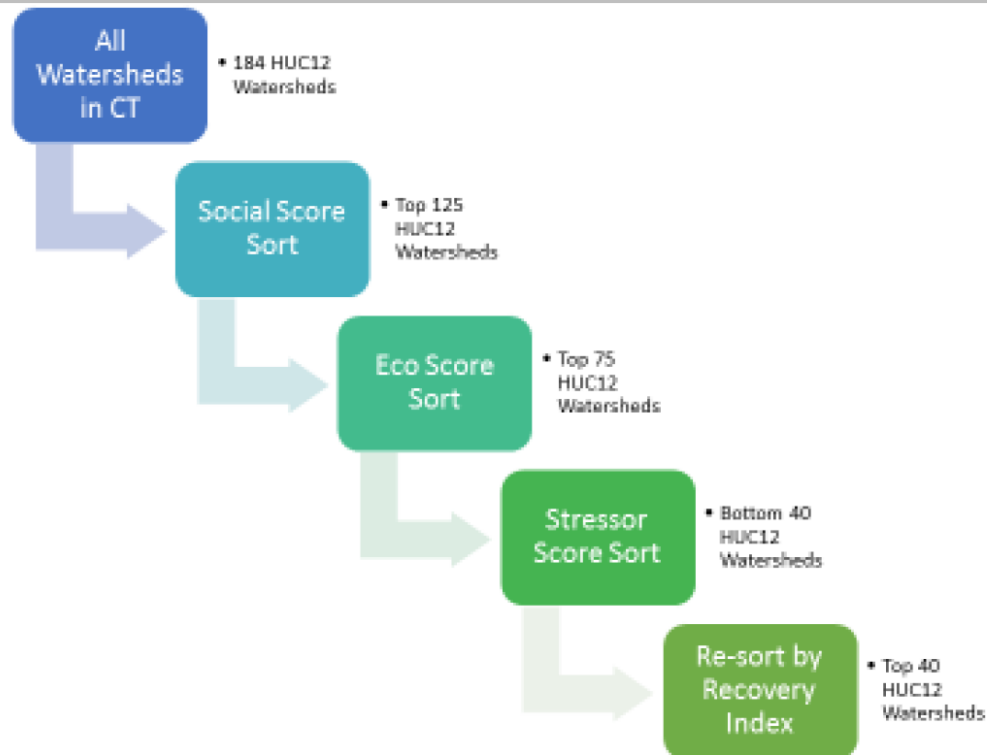 All
Watersheds
in CT
• 184 HUC12
Watersheds
Social Score
Sort
• Top 125
HUC12
Watersheds
Eco Score
Sort
• Top 75
HUC12
Watersheds
Stressor
Score Sort
• Bottom 40
HUC12
Watersheds
Re-sort by
Recovery
Index
• Top 40
HUC12
Watersheds